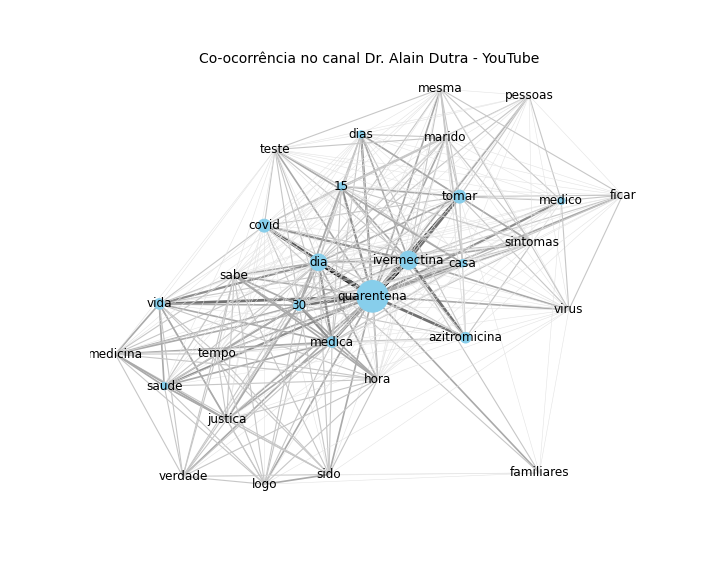 Co-ocorrência no canal Dr. Alain Dutra - YouTube
mesma
pessoas
dias
marido
teste
15
tomar
medico
ficar
covid
sintomas
dia
ivermectina
casa
sabe
quarentena
vida
30
virus
medica
azitromicina
medicina
tempo
hora
saude
justica
familiares
verdade
sido
logo